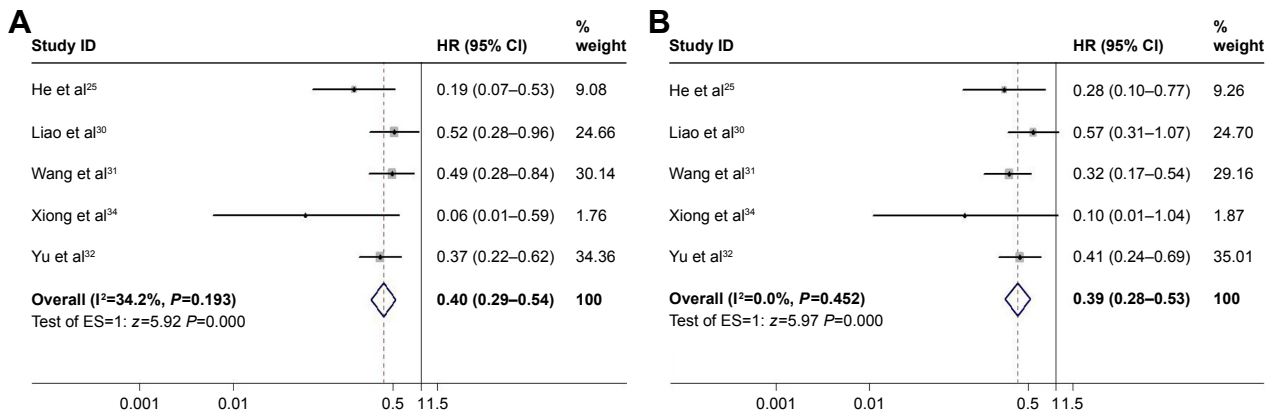 A
Study ID HR (95% CI) % weight
He et al25 0.19 (0.07–0.53) 9.08
Liao et al30 0.52 (0.28–0.96) 24.66
Wang et al31 0.49 (0.28–0.84) 30.14
Xiong et al34 0.06 (0.01–0.59) 1.76
Yu et al32 0.37 (0.22–0.62) 34.36
Overall (I2=34.2%, P=0.193) 0.40 (0.29–0.54) 100
Test of ES=1: z=5.92 P=0.000
0.001 0.01 0.5 1 1.5
B
Study ID HR (95% CI) % weight
He et al25 0.28 (0.10–0.77) 9.26
Liao et al30 0.57 (0.31–1.07) 24.70
Wang et al31 0.32 (0.17–0.54) 29.16
Xiong et al34 0.10 (0.01–1.04) 1.87
Yu et al32 0.41 (0.24–0.69) 35.01
Overall (I2=0.0%, P=0.452) 0.39 (0.28–0.53) 100
Test of ES=1: z=5.97 P=0.000
0.001 0.01 0.5 1 1.5